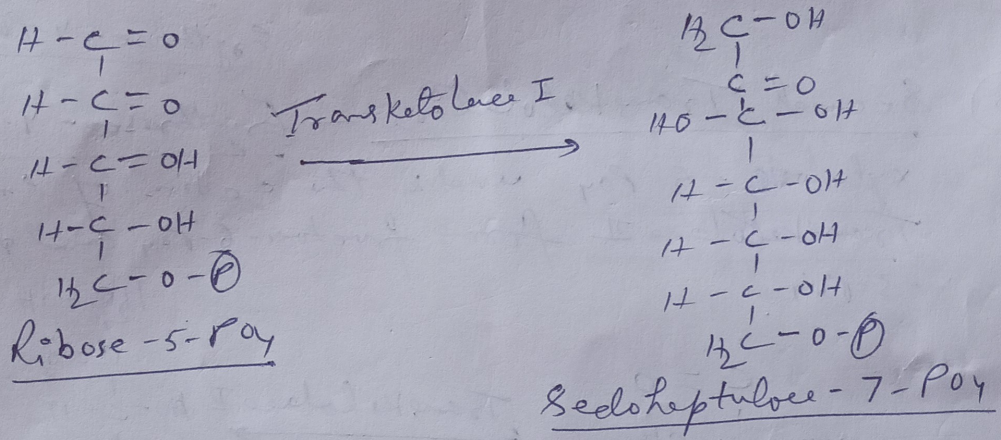 H - C = O
H - C = O
H - C = OH
H - C - OH
H2C - O - P
Ribose - 5 - PO4
Transketolase I
H2C - OH
C = O
HO - C - OH
H - C - OH
H - C - OH
H - C - OH
H2C - O - P
Sedoheptulose - 7 - PO4